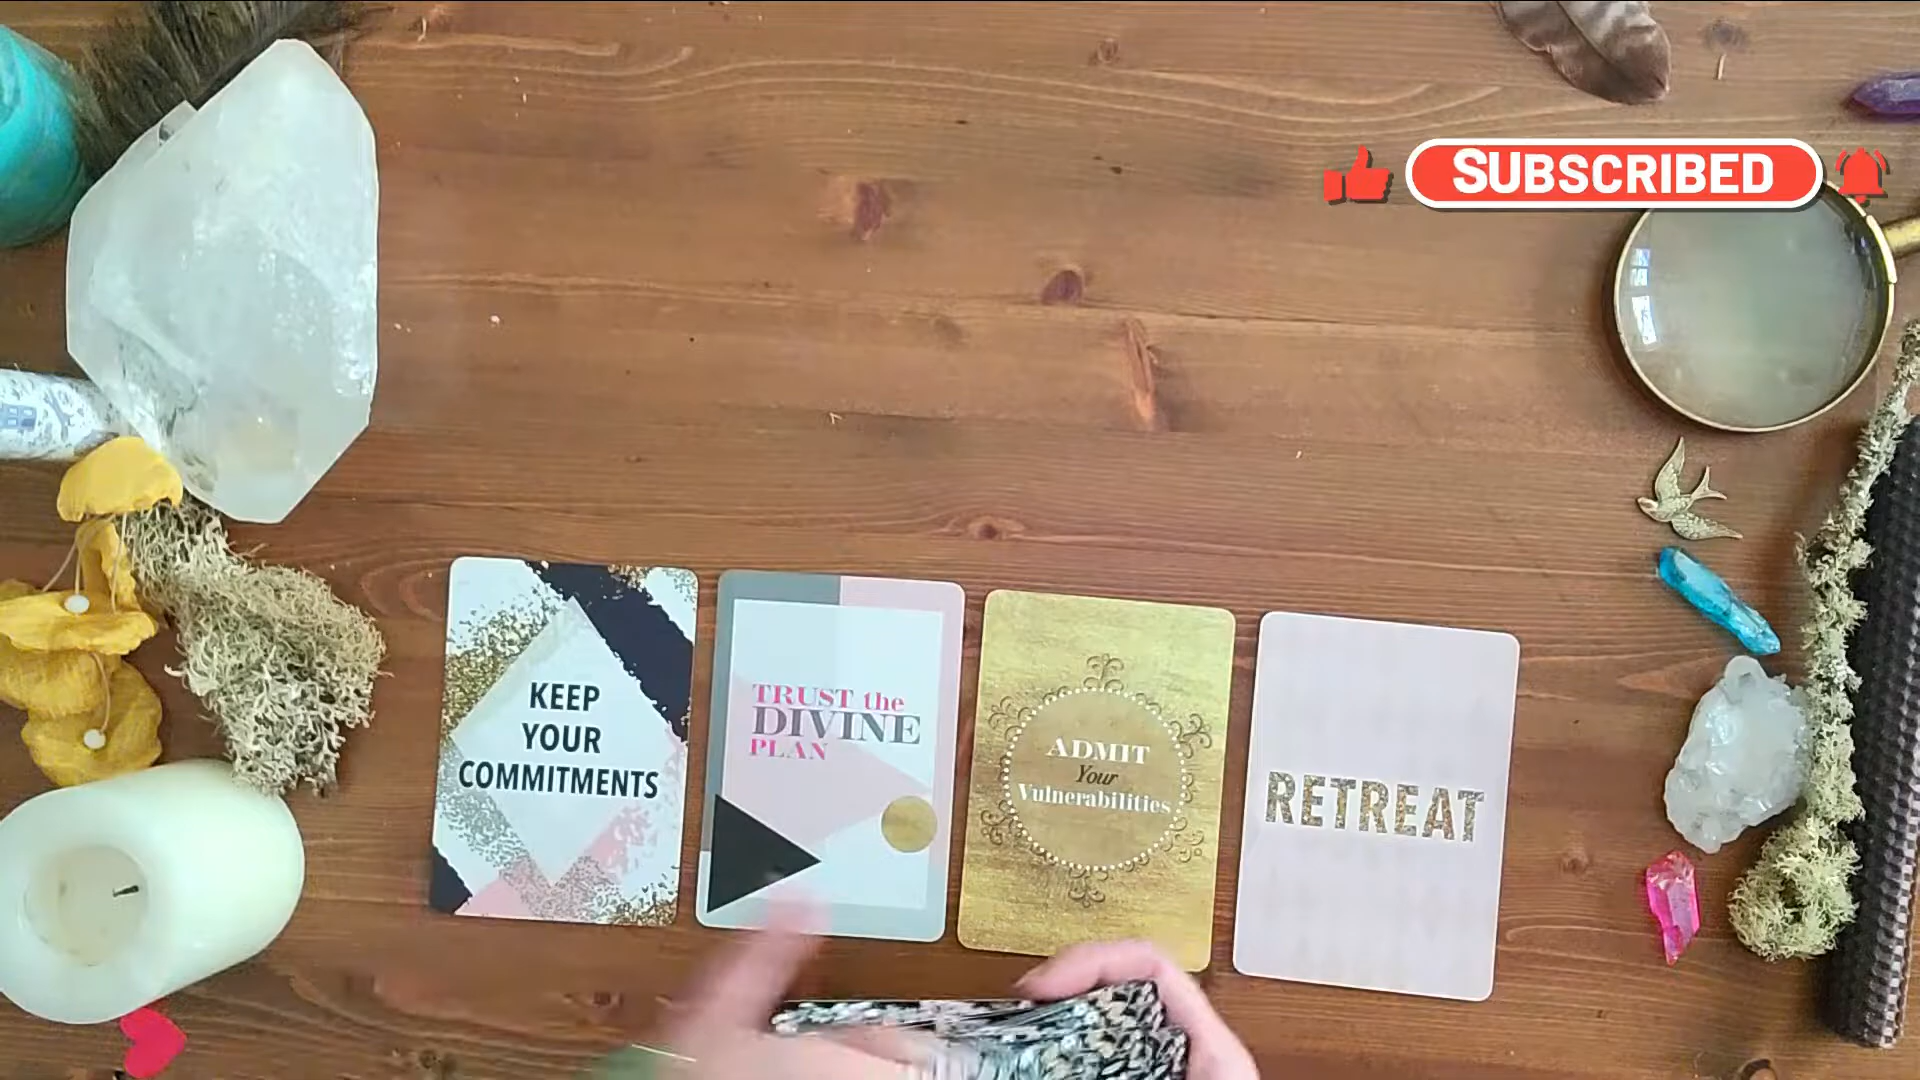 SUBSCRIBED
KEEP
YOUR
COMMITMENTS
TRUST the
DIVINE
PLAN
ADMIT
Your
Vulnerabilities
RETREAT